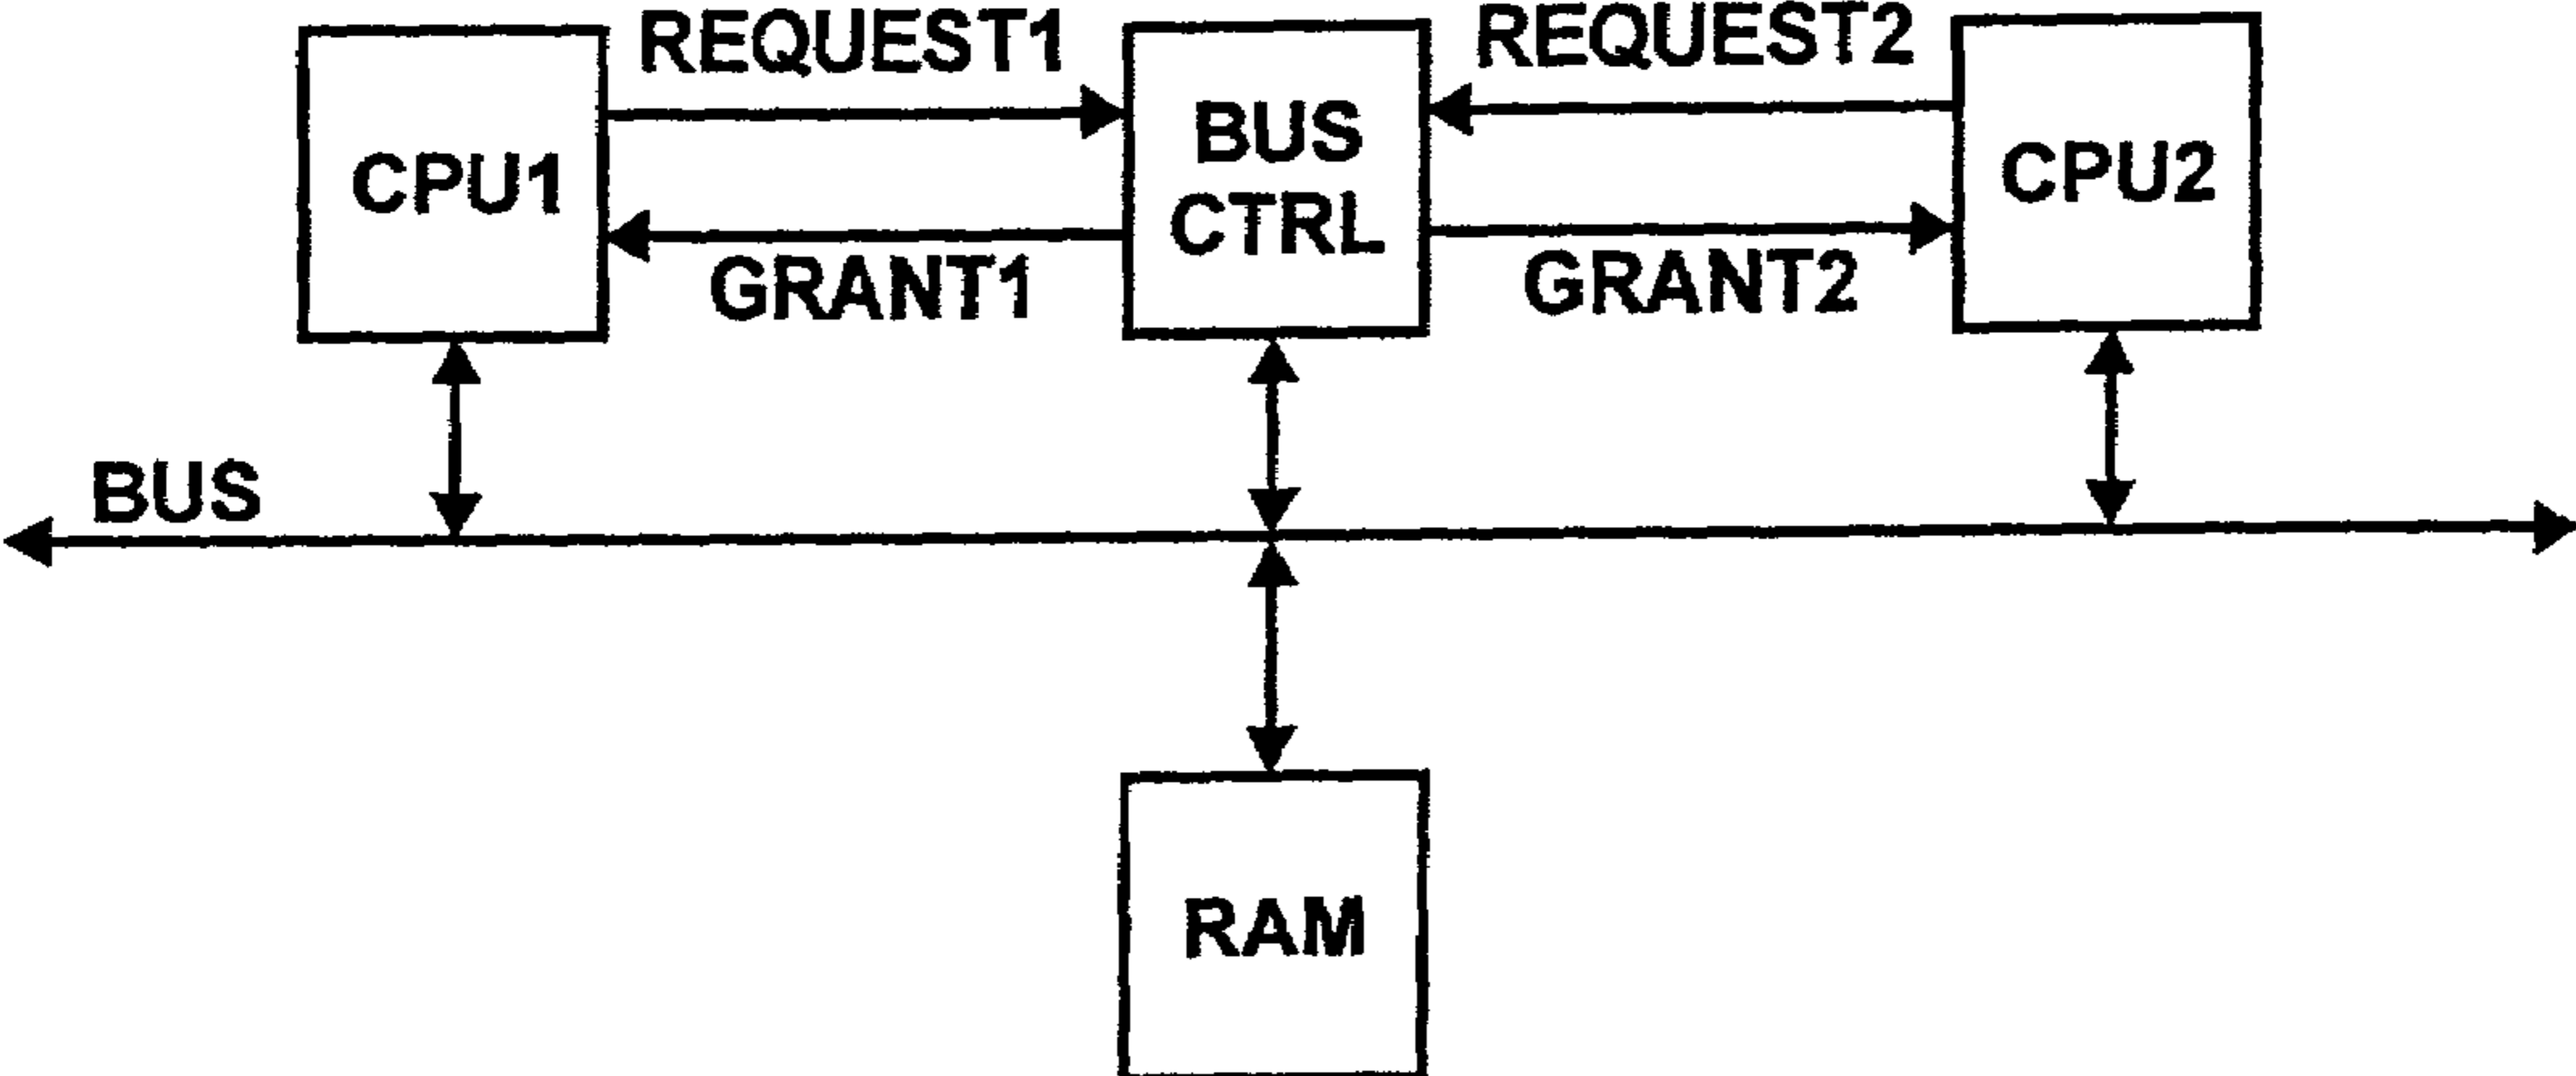 REQUEST1
REQUEST2
CPU1
BUS
CTRL
CPU2
GRANT1
GRANT2
BUS
RAM